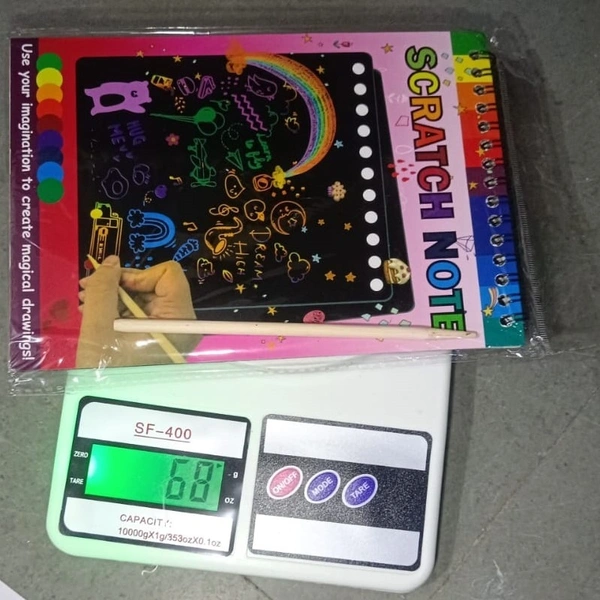 SCRATCH NOTE
Use your imagination to create magical drawings!
HUG
ME
DREAM
HIGH
SF-400
ZERO
TARE
68
g
oz
CAPACITY:
10000gX1g/353ozX0.1oz
ON/OFF
MODE
TARE